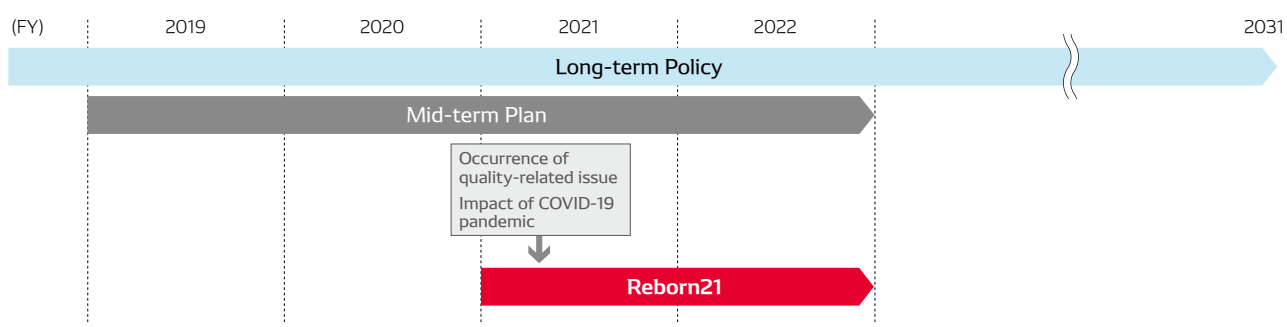 (FY) 2019 2020 2021 2022 2031
Long-term Policy
Mid-term Plan
Occurrence of
quality-related issue
Impact of COVID-19
pandemic
Reborn21